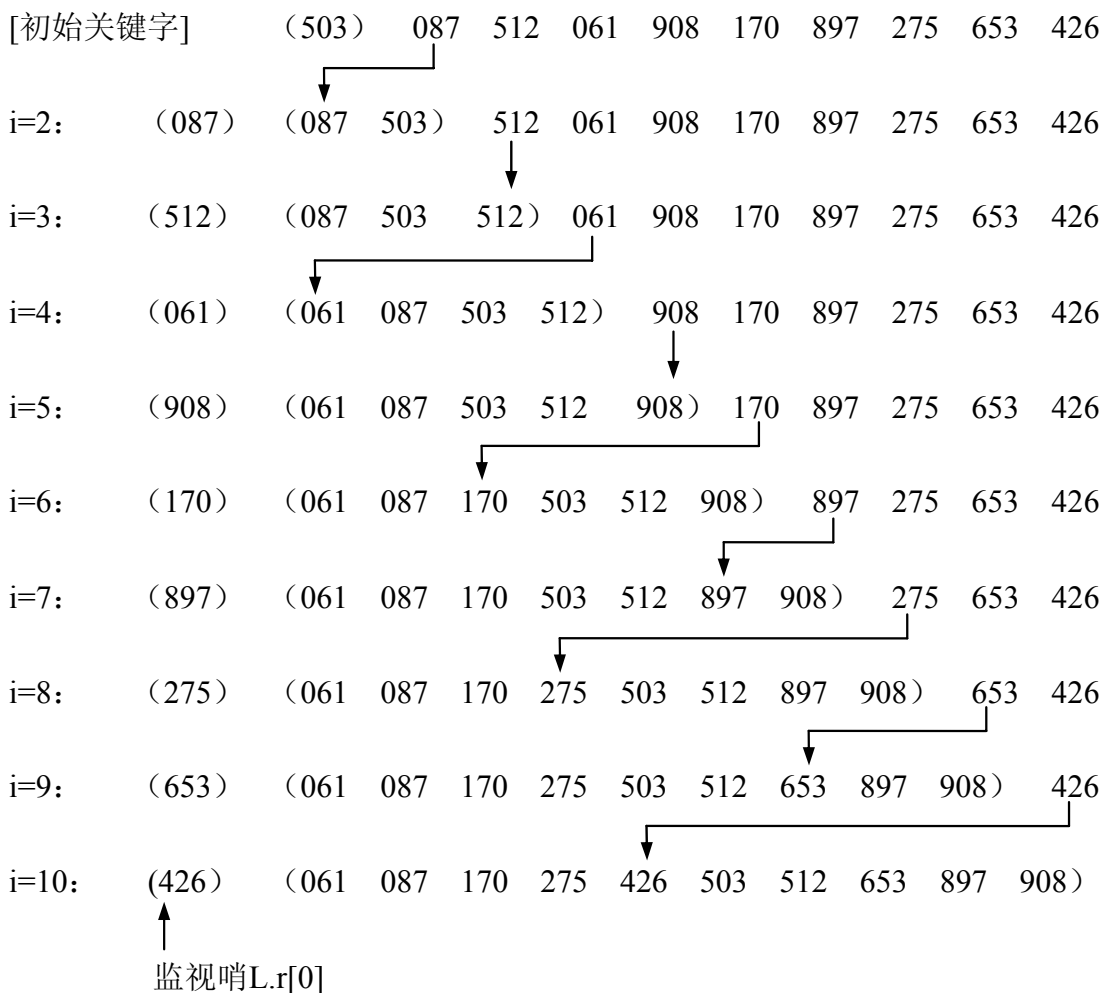 [初始关键字] （503） 087 512 061 908 170 897 275 653 426
i=2： （087） （087 503） 512 061 908 170 897 275 653 426
i=3： （512） （087 503 512） 061 908 170 897 275 653 426
i=4： （061） （061 087 503 512） 908 170 897 275 653 426
i=5： （908） （061 087 503 512 908） 170 897 275 653 426
i=6： （170） （061 087 170 503 512 908） 897 275 653 426
i=7： （897） （061 087 170 503 512 897 908） 275 653 426
i=8： （275） （061 087 170 275 503 512 897 908） 653 426
i=9： （653） （061 087 170 275 503 512 653 897 908） 426
i=10： (426） （061 087 170 275 426 503 512 653 897 908）
监视哨L.r[0]